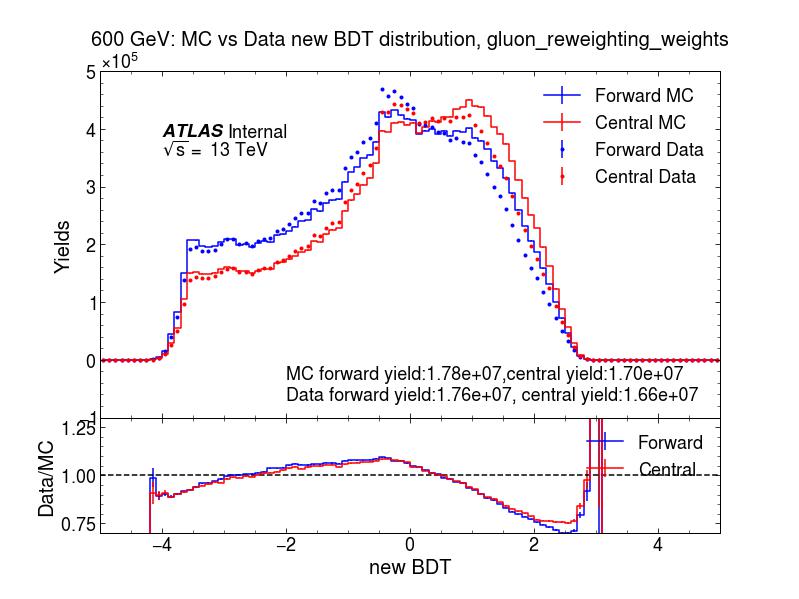 600 GeV: MC vs Data new BDT distribution, gluon_reweighting_weights
×10⁵
5
4
3
2
1
0
−1
Yields
ATLAS Internal
√s = 13 TeV
Forward MC
Central MC
Forward Data
Central Data
MC forward yield:1.78e+07,central yield:1.70e+07
Data forward yield:1.76e+07, central yield:1.66e+07
1.25
1.00
0.75
Data/MC
Forward
Central
−4 −2 0 2 4
new BDT